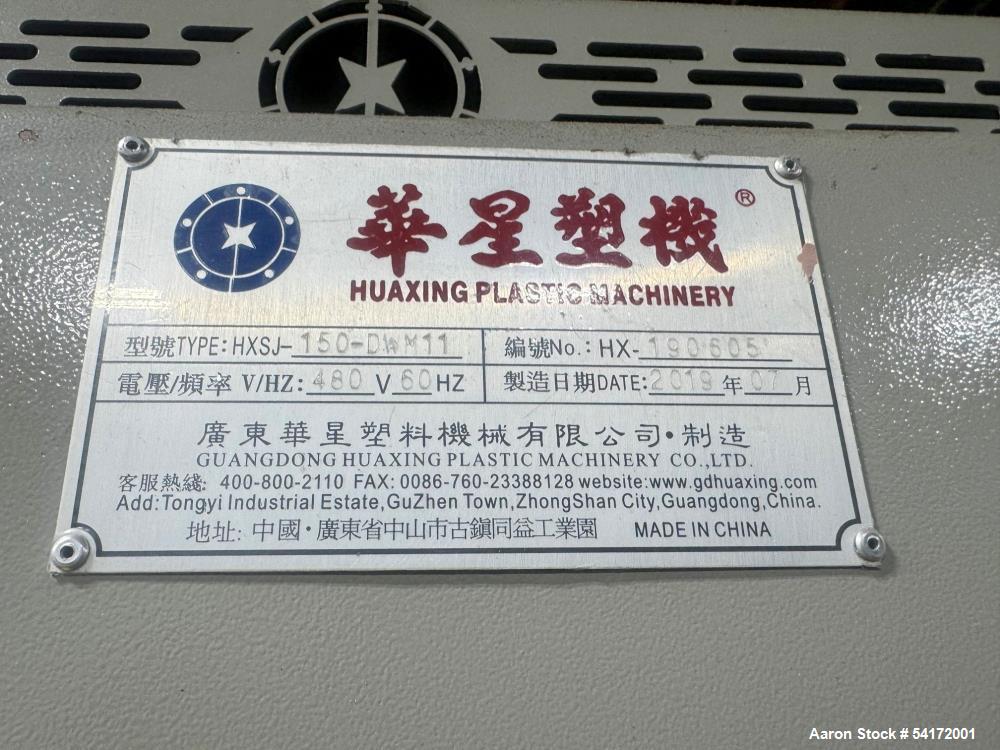 華星塑機®
HUAXING PLASTIC MACHINERY
型號TYPE: HXSJ-150-DWM11
編號No.: HX-190605
電壓/頻率 V/HZ: 480 V 60 HZ
製造日期DATE: 2019 年 07 月
廣東華星塑料機械有限公司·制造
GUANGDONG HUAXING PLASTIC MACHINERY CO.,LTD.
客服熱綫: 400-800-2110 FAX: 0086-760-23388128 website:www.gdhuaxing.com
Add:Tongyi Industrial Estate,GuZhen Town,ZhongShan City,Guangdong,China.
地址: 中國·廣東省中山市古鎮同益工業園 MADE IN CHINA
Aaron Stock # 54172001